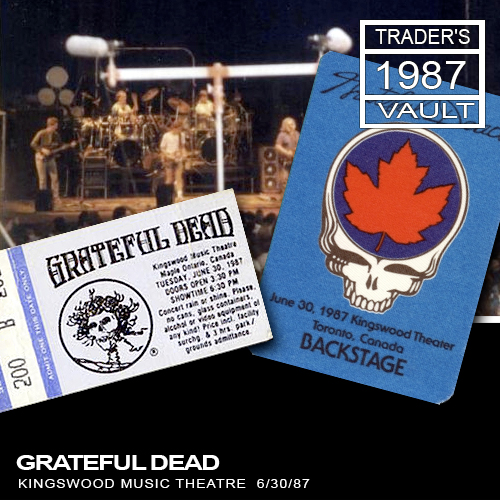 TRADER'S
1987
VAULT
GRATEFUL DEAD
Kingswood Music Theatre
Maple Ontario, Canada
TUESDAY, JUNE 30, 1987
DOORS OPEN 3:30 PM
SHOWTIME 6:30 PM
Concert rain or shine. Please,
no cans, glass containers,
alcohol or video equipment of
any kind! Price incl. facility
surchg. & 3 hrs. park /
grounds admittance.
ADMIT ONE THIS DATE ONLY
200 B
®
June 30, 1987 Kingswood Theater
Toronto, Canada
BACKSTAGE
GRATEFUL DEAD
KINGSWOOD MUSIC THEATRE 6/30/87